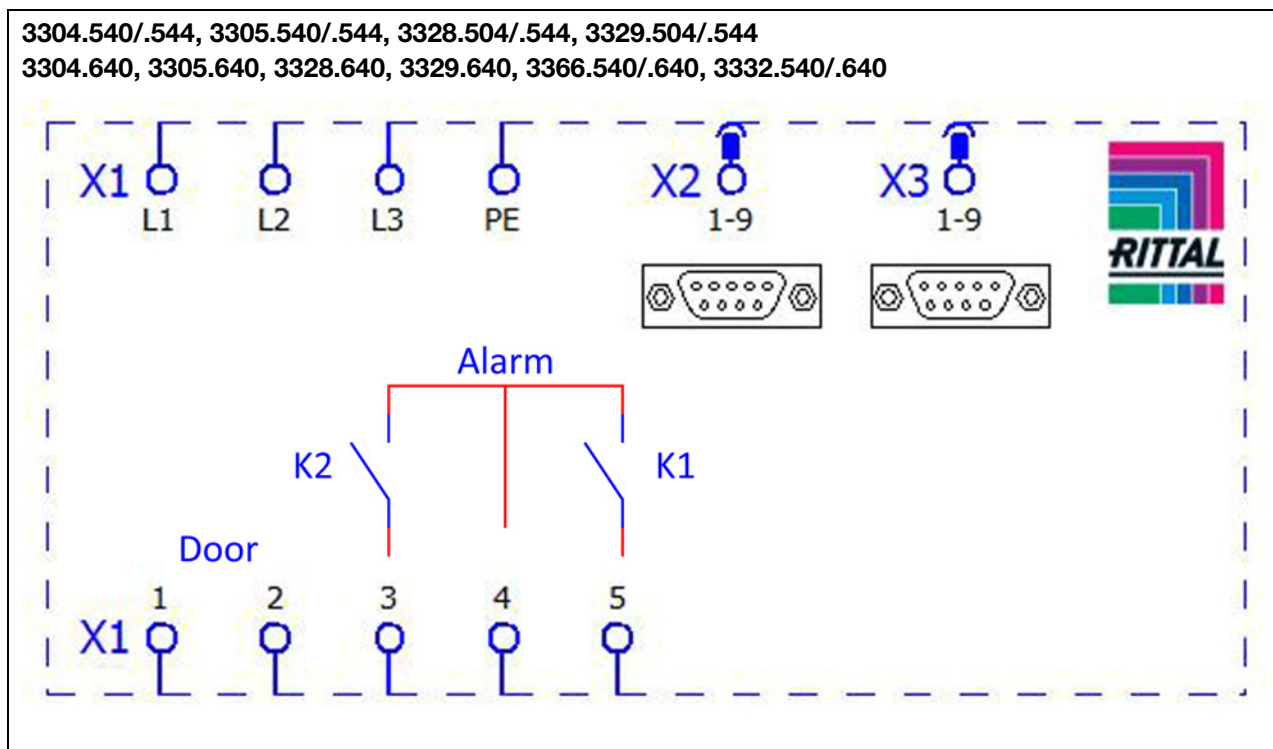 3304.540/.544, 3305.540/.544, 3328.504/.544, 3329.504/.544
3304.640, 3305.640, 3328.640, 3329.640, 3366.540/.640, 3332.540/.640
X1 X2 X3
L1 L2 L3 PE 1-9 1-9
RITTAL
Alarm
K2 K1
Door
1 2 3 4 5
X1